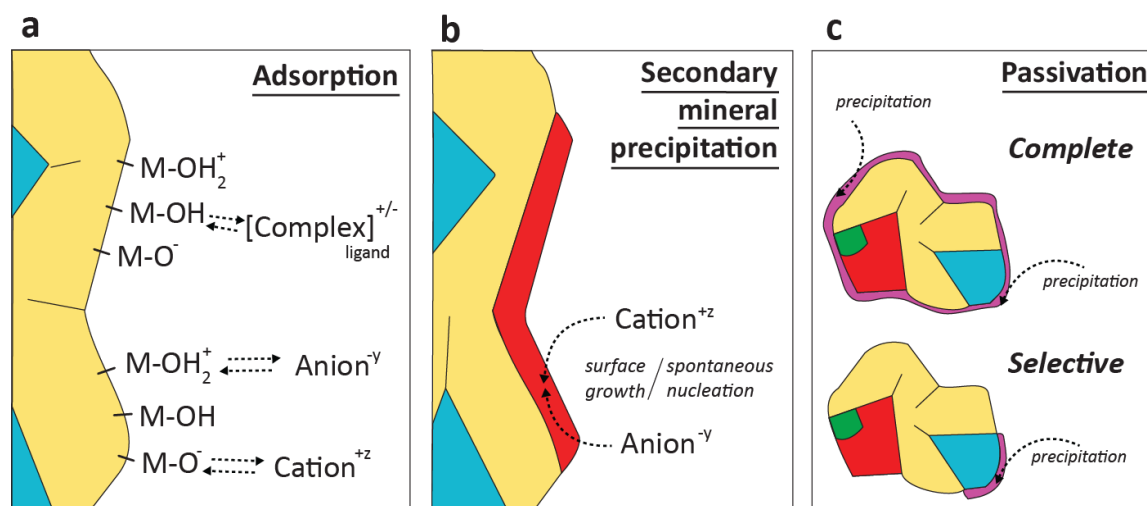 a
Adsorption
M-OH₂⁺
M-OH
[Complex]⁺/⁻
ligand
M-O⁻
M-OH₂⁺
Anion⁻ʸ
M-OH
M-O⁻
Cation⁺ᶻ
b
Secondary
mineral
precipitation
Cation⁺ᶻ
surface / spontaneous
growth / nucleation
Anion⁻ʸ
c
Passivation
precipitation
Complete
precipitation
Selective
precipitation